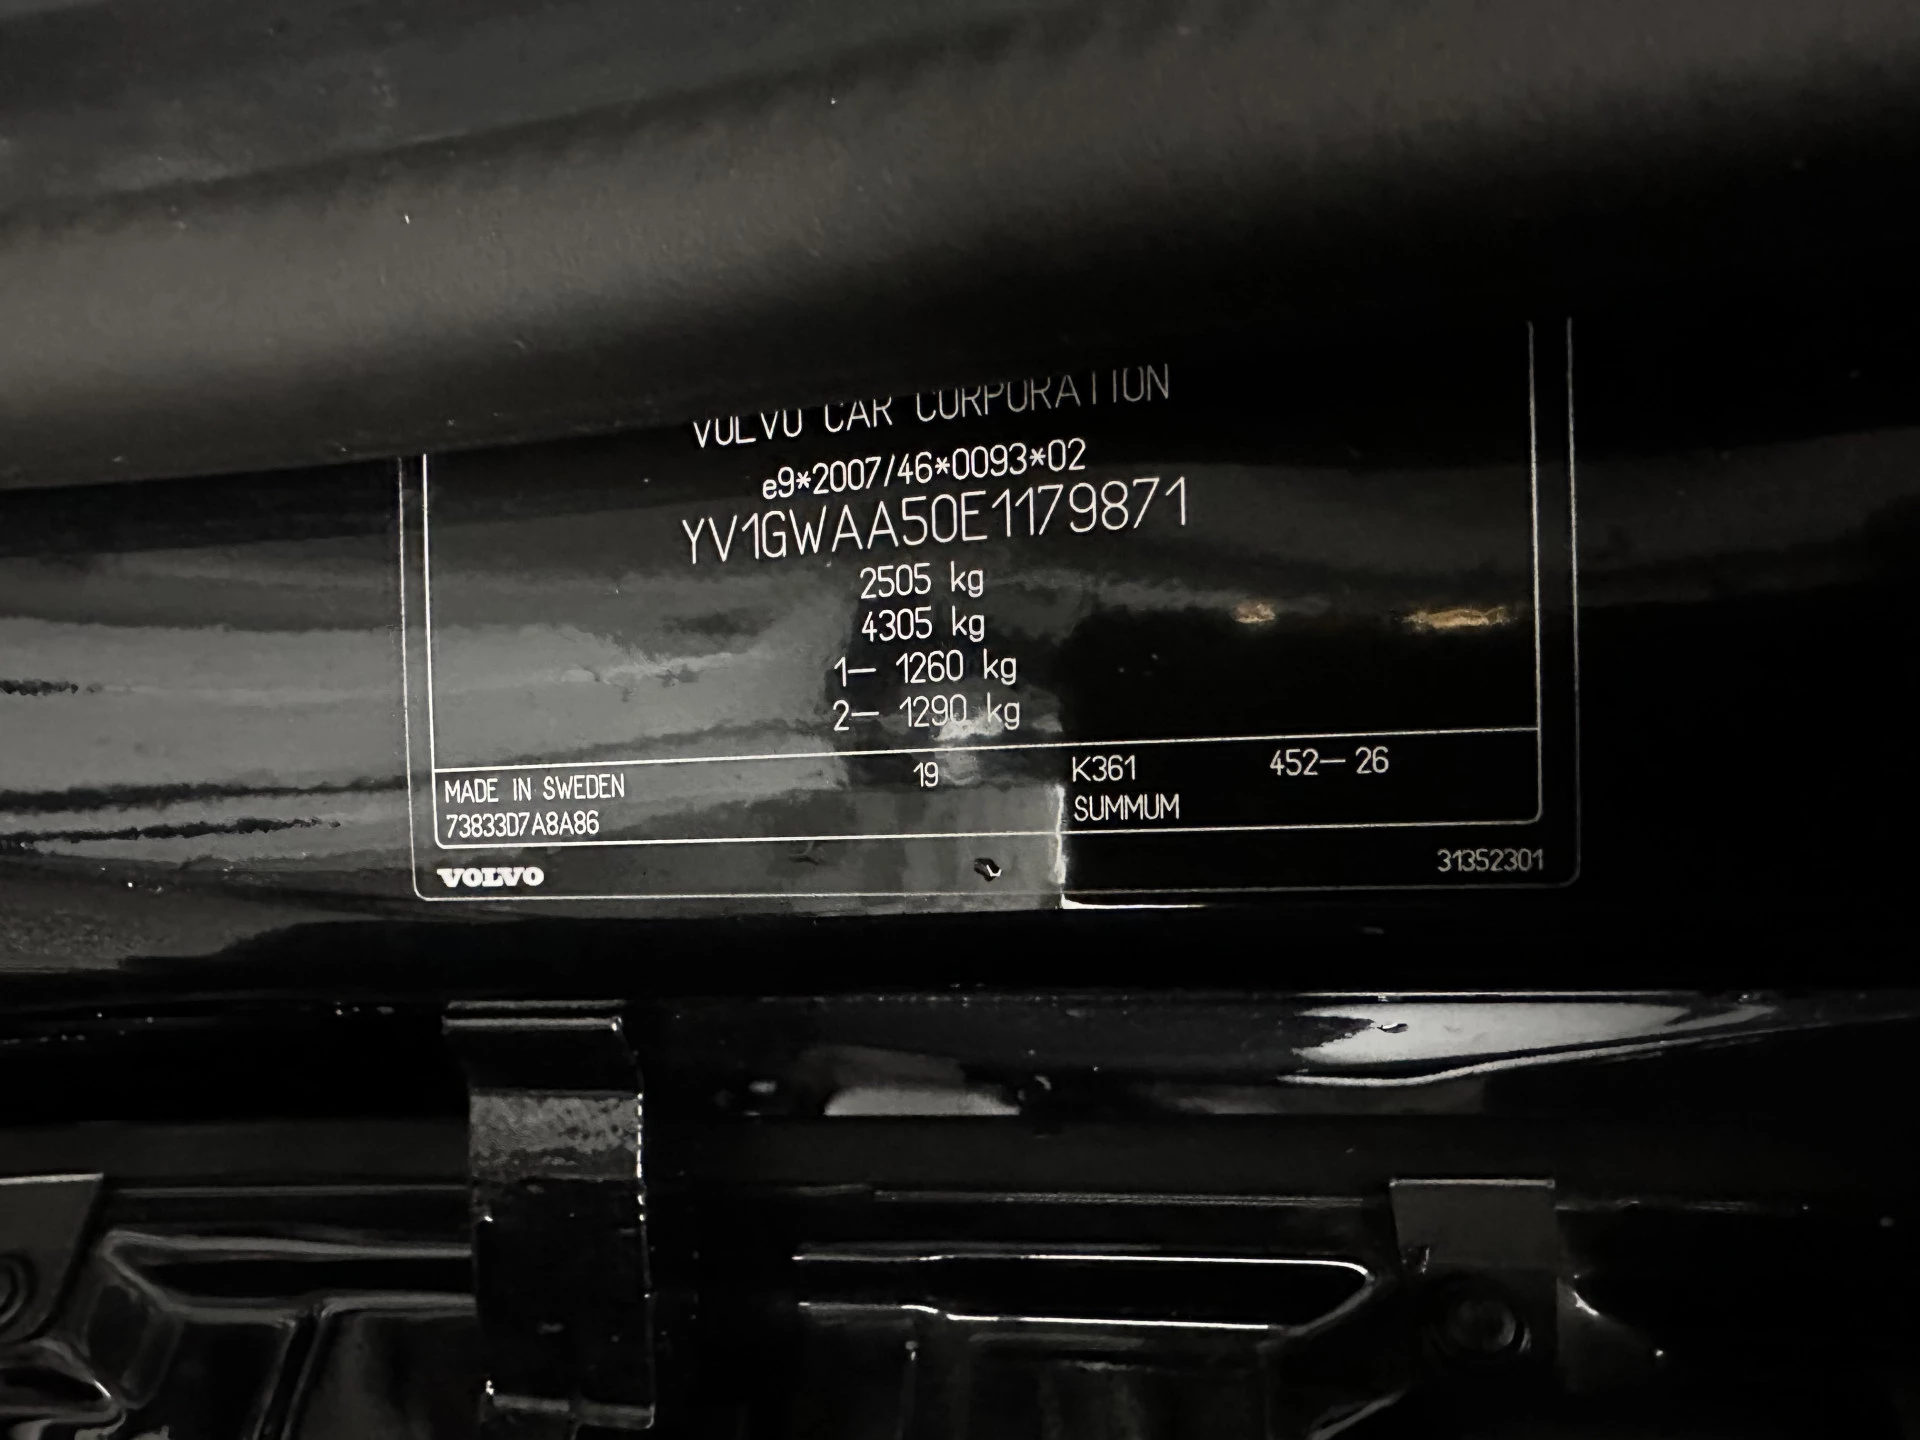 VOLVO CAR CORPORATION
e9*2007/46*0093*02
YV1GWAA50E1179871
2505 kg
4305 kg
1– 1260 kg
2– 1290 kg
MADE IN SWEDEN 19 K361 452–26
73833D7A8A86 SUMMUM
VOLVO 31352301